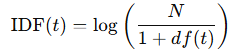 IDF(t) = log ( N / 1 + df(t) )